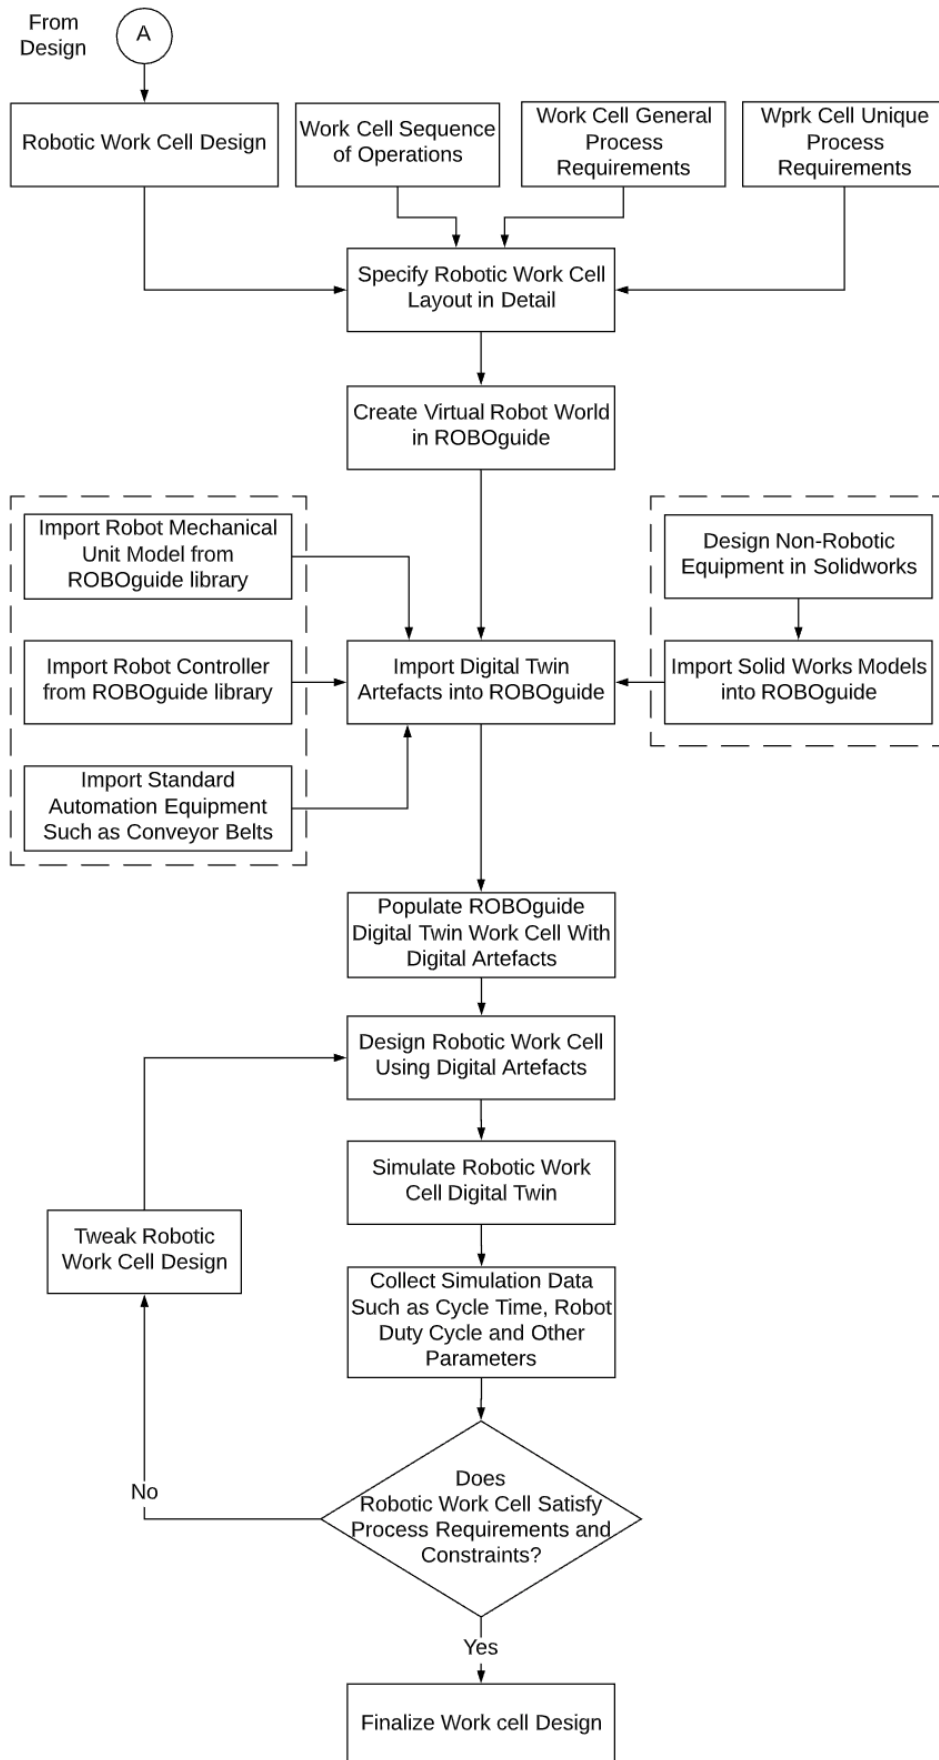 From
Design
A
Robotic Work Cell Design
Work Cell Sequence
of Operations
Work Cell General
Process
Requirements
Wprk Cell Unique
Process
Requirements
Specify Robotic Work Cell
Layout in Detail
Create Virtual Robot World
in ROBOguide
Import Robot Mechanical
Unit Model from
ROBOguide library
Design Non-Robotic
Equipment in Solidworks
Import Robot Controller
from ROBOguide library
Import Digital Twin
Artefacts into ROBOguide
Import Solid Works Models
into ROBOguide
Import Standard
Automation Equipment
Such as Conveyor Belts
Populate ROBOguide
Digital Twin Work Cell With
Digital Artefacts
Design Robotic Work Cell
Using Digital Artefacts
Simulate Robotic Work
Cell Digital Twin
Tweak Robotic
Work Cell Design
Collect Simulation Data
Such as Cycle Time, Robot
Duty Cycle and Other
Parameters
No
Does
Robotic Work Cell Satisfy
Process Requirements and
Constraints?
Yes
Finalize Work cell Design